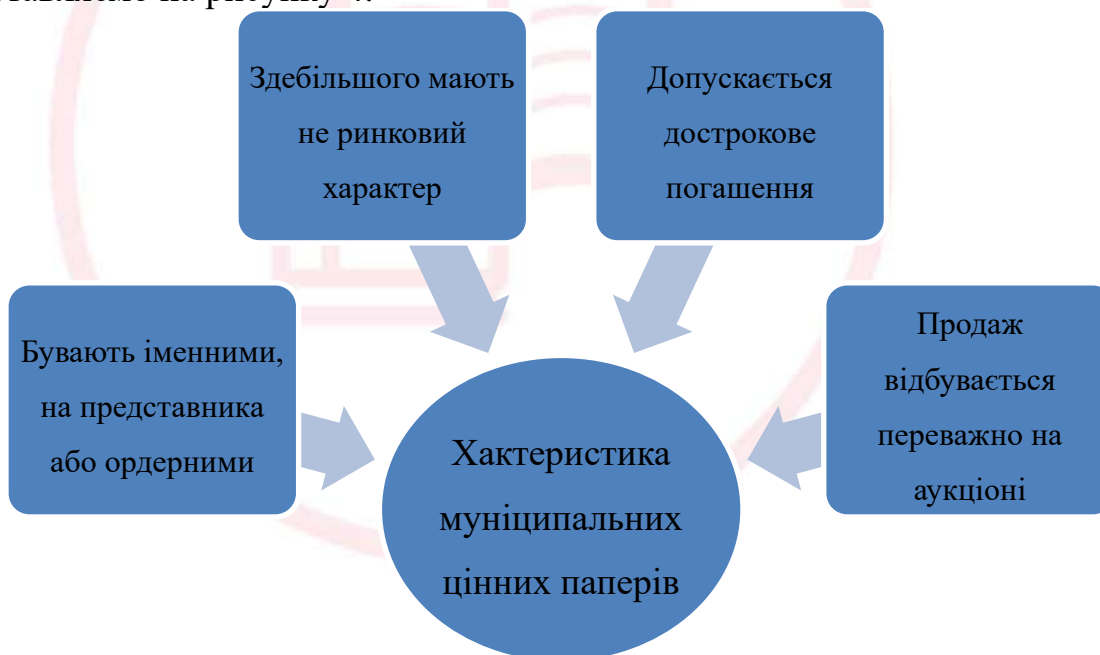 Здебільшого мають
не ринковий
характер
Допускається
дострокове
погашення
Бувають іменними,
на представника
або ордерними
Продаж
відбувається
переважно на
аукціоні
Хактеристика
муніципальних
цінних паперів